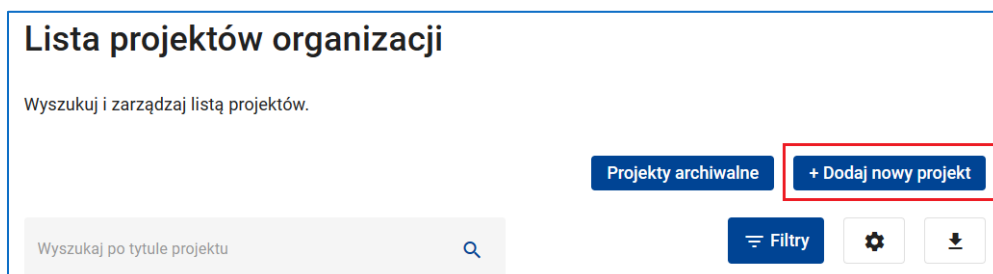 Lista projektów organizacji
Wyszukuj i zarządzaj listą projektów.
Projekty archiwalne
+ Dodaj nowy projekt
Wyszukaj po tytule projektu
Filtry